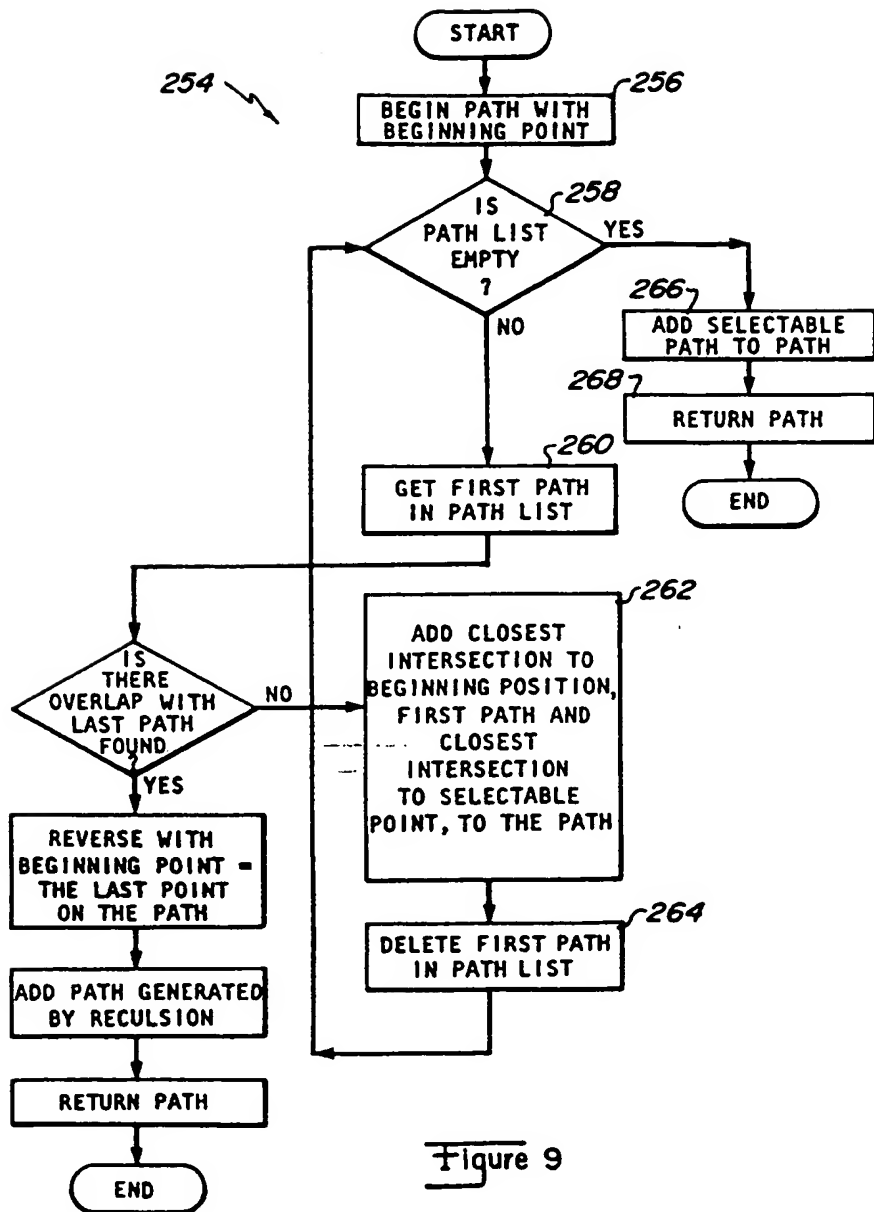 START
254
256
BEGIN PATH WITH
BEGINNING POINT
258
IS
PATH LIST
EMPTY
?
YES
NO
266
ADD SELECTABLE
PATH TO PATH
268
RETURN PATH
END
260
GET FIRST PATH
IN PATH LIST
IS
THERE
OVERLAP WITH
LAST PATH
FOUND
?
NO
YES
262
ADD CLOSEST
INTERSECTION TO
BEGINNING POSITION,
FIRST PATH AND
CLOSEST
INTERSECTION
TO SELECTABLE
POINT, TO THE PATH
264
DELETE FIRST PATH
IN PATH LIST
REVERSE WITH
BEGINNING POINT =
THE LAST POINT
ON THE PATH
ADD PATH GENERATED
BY RECULSION
RETURN PATH
END
Figure 9